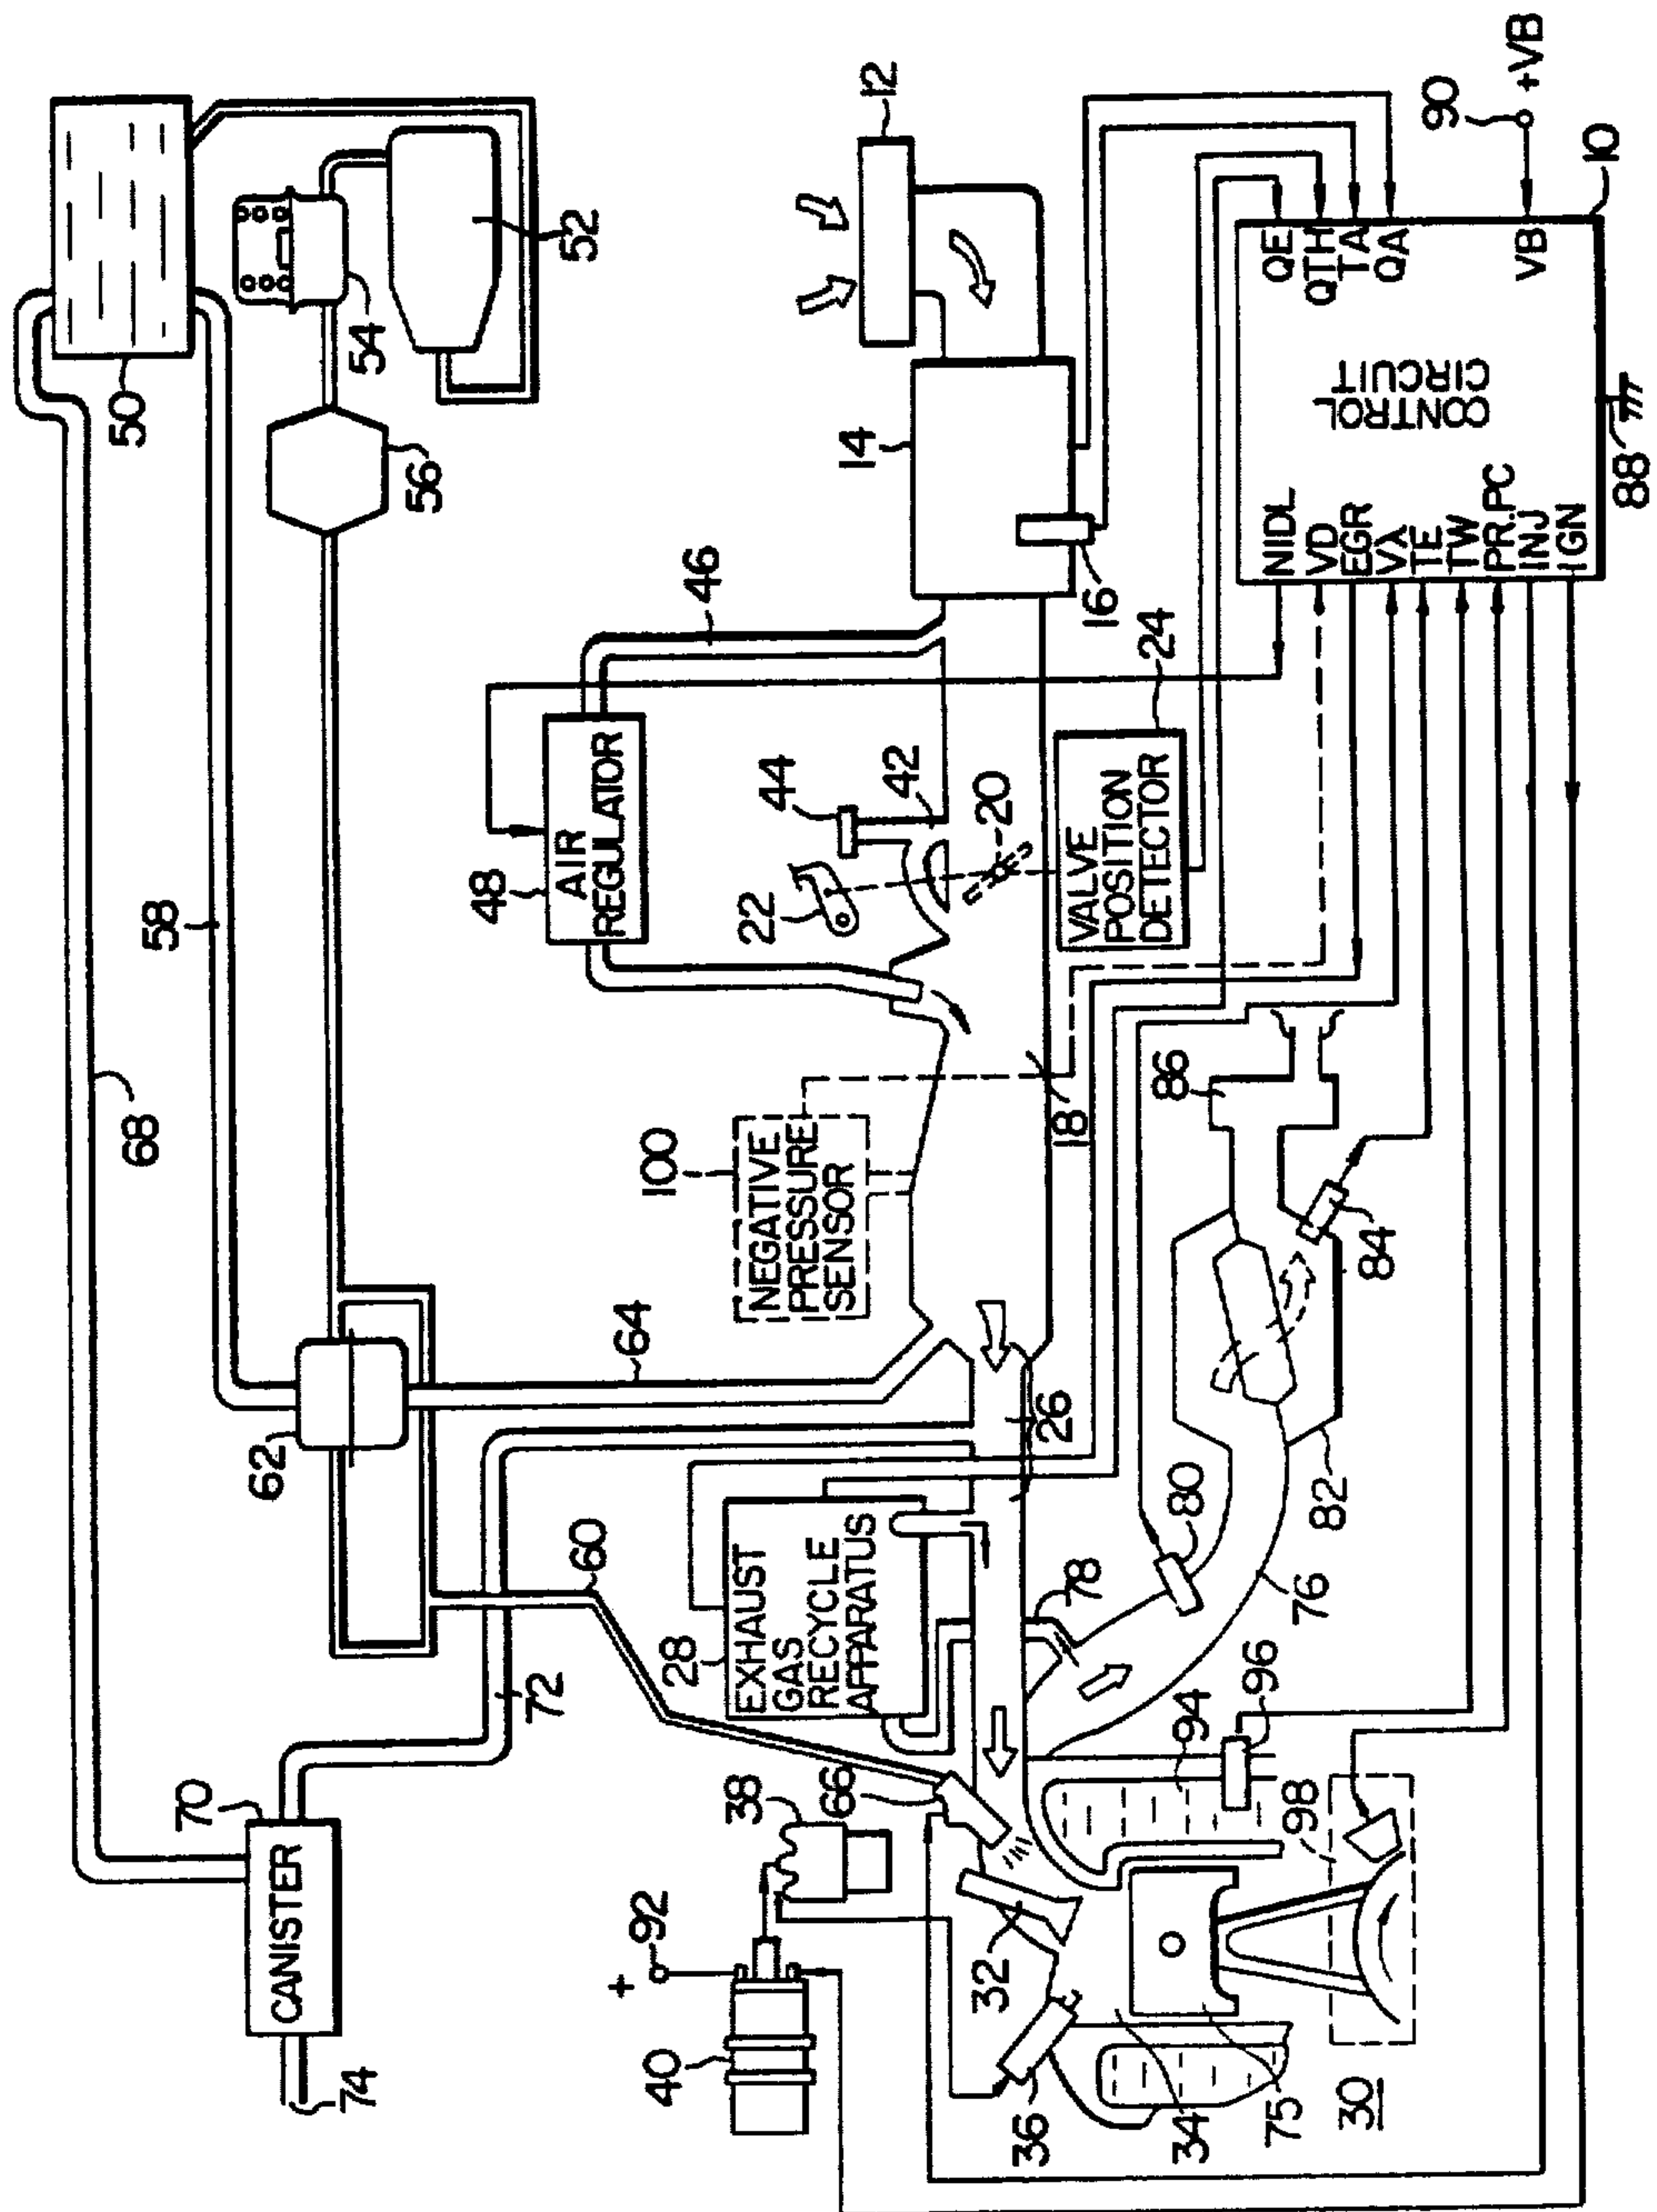 50
52
54
56
58
68
62
64
60
70
CANISTER
72
74
12
14
16
46
48
AIR
REGULATOR
44
42
22
20
VALVE
POSITION
DETECTOR
24
18
100
NEGATIVE
PRESSURE
SENSOR
26
28
EXHAUST
GAS
RECYCLE
APPARATUS
78
80
82
84
86
76
38
66
40
+
92
32
36
34
75
30
94
96
98
90
+VB
10
QE
QTH
TA
QA
VB
CONTROL
CIRCUIT
NIDL
VD
EGR
Vλ
TE
TW
PR.PC
INJ
IGN
88